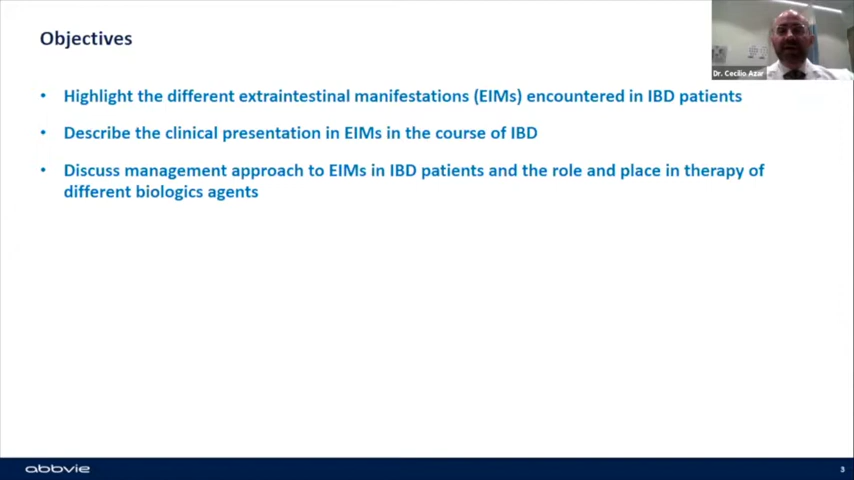 Objectives
Dr. Cecilio Azar
• Highlight the different extraintestinal manifestations (EIMs) encountered in IBD patients
• Describe the clinical presentation in EIMs in the course of IBD
• Discuss management approach to EIMs in IBD patients and the role and place in therapy of
different biologics agents
abbvie
3